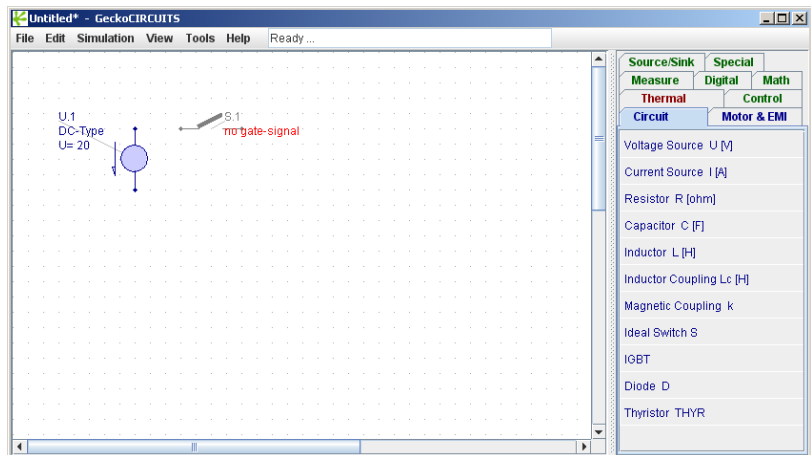 Untitled* - GeckoCIRCUITS
File Edit Simulation View Tools Help Ready ...
U.1
DC-Type
U= 20
S.1
no gate-signal
Source/Sink Special
Measure Digital Math
Thermal Control
Circuit Motor & EMI
Voltage Source U [V]
Current Source I [A]
Resistor R [ohm]
Capacitor C [F]
Inductor L [H]
Inductor Coupling Lc [H]
Magnetic Coupling k
Ideal Switch S
IGBT
Diode D
Thyristor THYR